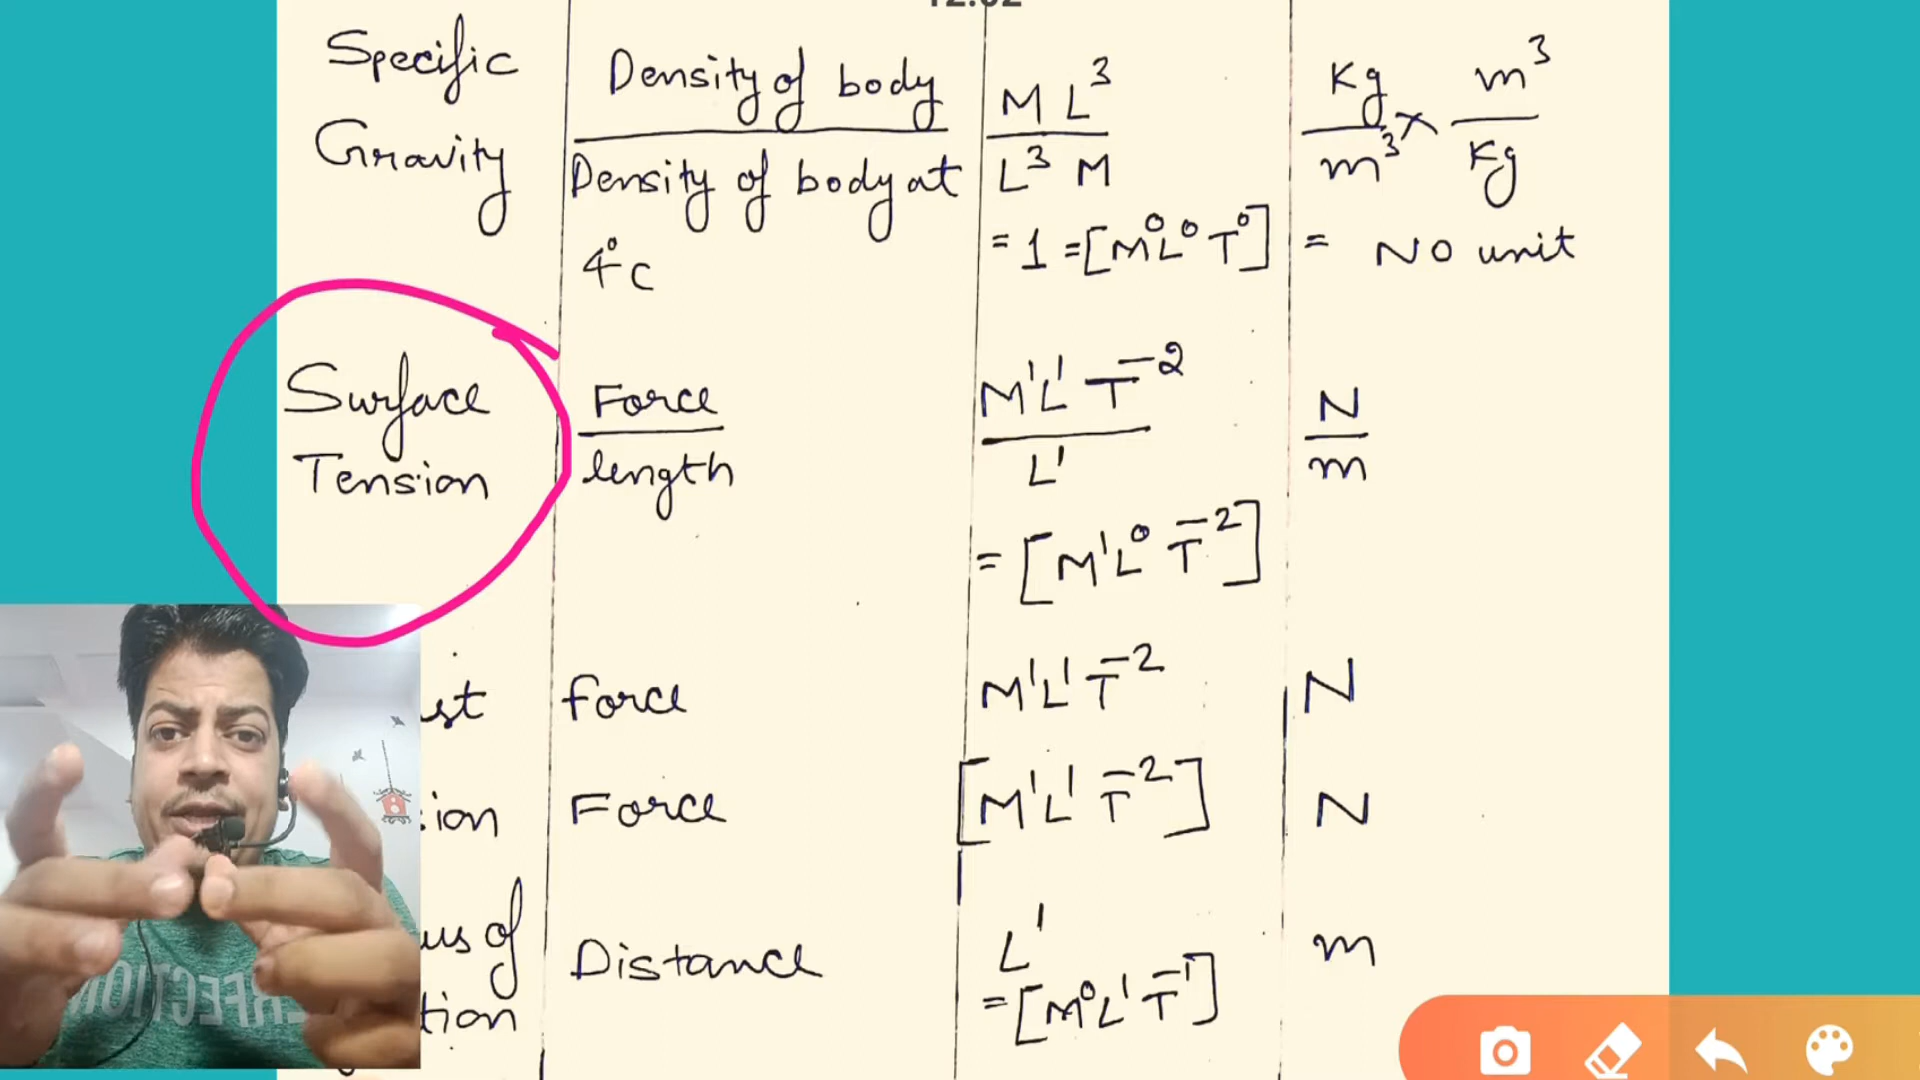 Specific
Gravity
Density of body
Density of body at
4°C
M L³
L³ M
= 1 = [M⁰L⁰T⁰]
Kg × m³
m³ Kg
= No unit
Surface
Tension
Force
length
M¹L¹T⁻²
L¹
= [M¹L⁰T⁻²]
N
m
ust
force
M¹L¹T⁻²
N
ion
Force
[M¹L¹T⁻²]
N
us of
tion
Distance
L¹
= [M⁰L¹T⁻¹]
m